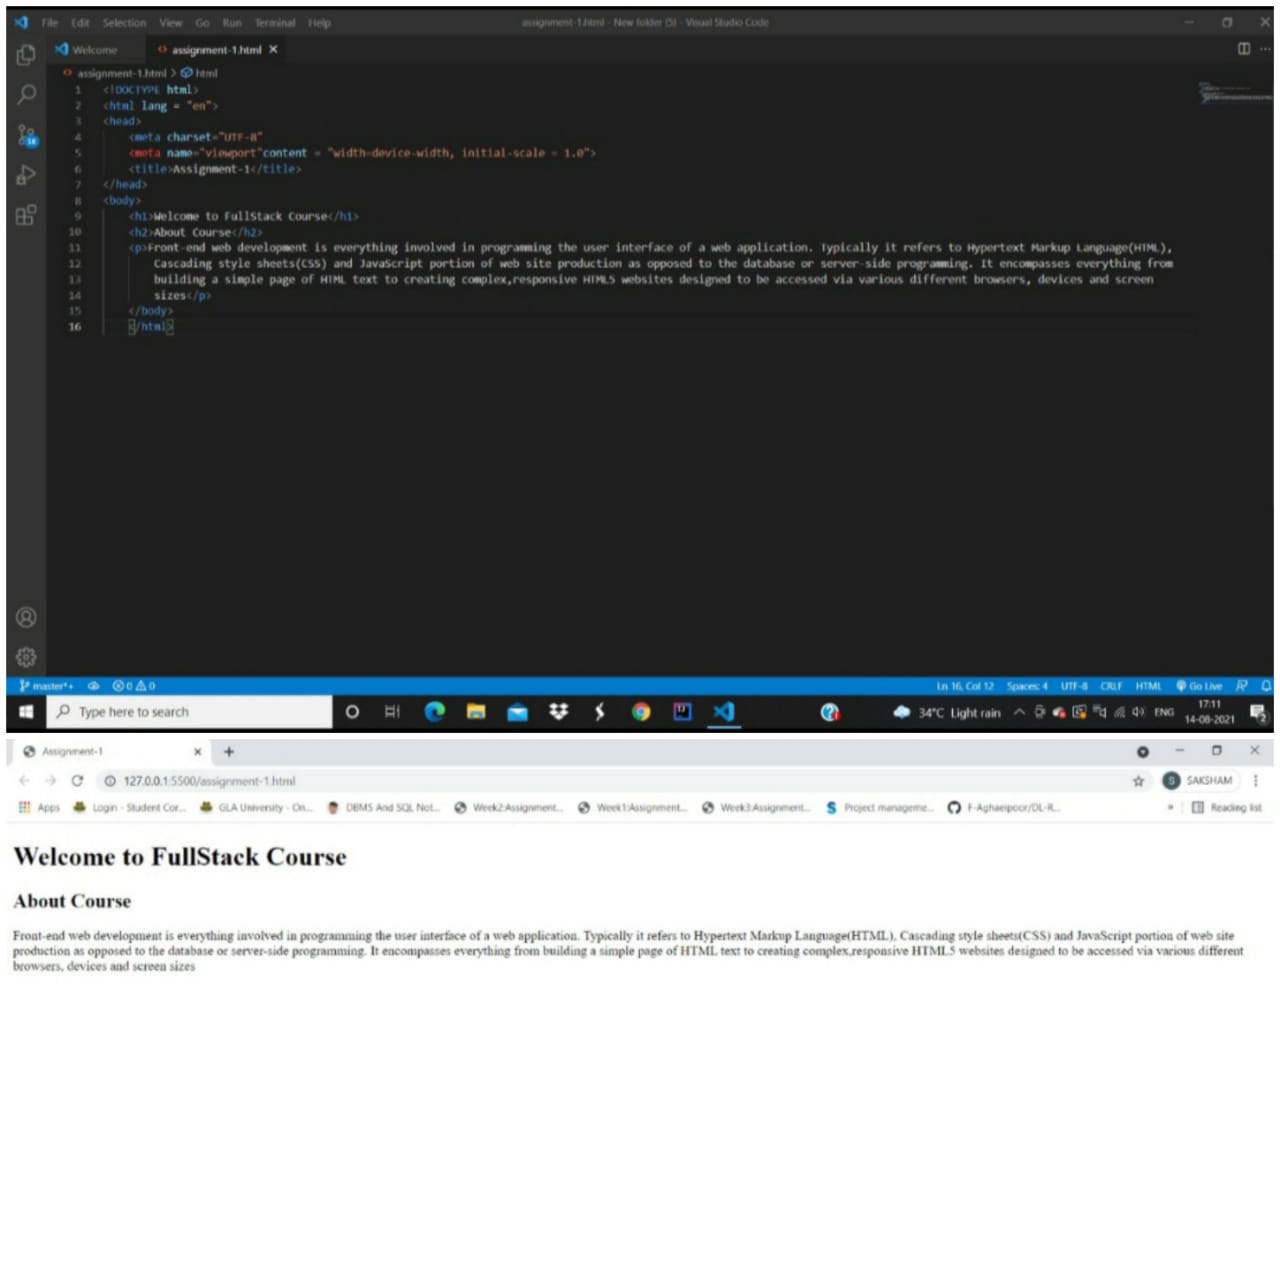 File Edit Selection View Go Run Terminal Help
assignment-1.html - New folder (5) - Visual Studio Code
Welcome
assignment-1.html
assignment-1.html > html
1 <!DOCTYPE html>
2 <html lang = "en">
3 <head>
4 <meta charset="UTF-8"
5 <meta name="viewport"content = "width=device-width, initial-scale = 1.0">
6 <title>Assignment-1</title>
7 </head>
8 <body>
9 <h1>Welcome to FullStack Course</h1>
10 <h2>About Course</h2>
11 <p>Front-end web development is everything involved in programming the user interface of a web application. Typically it refers to Hypertext Markup Language(HTML),
12 Cascading style sheets(CSS) and JavaScript portion of web site production as opposed to the database or server-side programming. It encompasses everything from
13 building a simple page of HTML text to creating complex,responsive HTML5 websites designed to be accessed via various different browsers, devices and screen
14 sizes</p>
15 </body>
16 </html>
master*+ 0 0 Ln 16, Col 12 Spaces: 4 UTF-8 CRLF HTML Go Live
Type here to search
34°C Light rain ENG
17:11
14-08-2021
2
Assignment-1
127.0.0.1:5500/assignment-1.html
S SAKSHAM
Apps Login - Student Cor... GLA University - On... DBMS And SQL Not... Week2:Assignment... Week1:Assignment... Week3:Assignment... Project manageme... F-Aghaeipoor/DL-R... » Reading list
Welcome to FullStack Course
About Course
Front-end web development is everything involved in programming the user interface of a web application. Typically it refers to Hypertext Markup Language(HTML), Cascading style sheets(CSS) and JavaScript portion of web site
production as opposed to the database or server-side programming. It encompasses everything from building a simple page of HTML text to creating complex,responsive HTML5 websites designed to be accessed via various different
browsers, devices and screen sizes